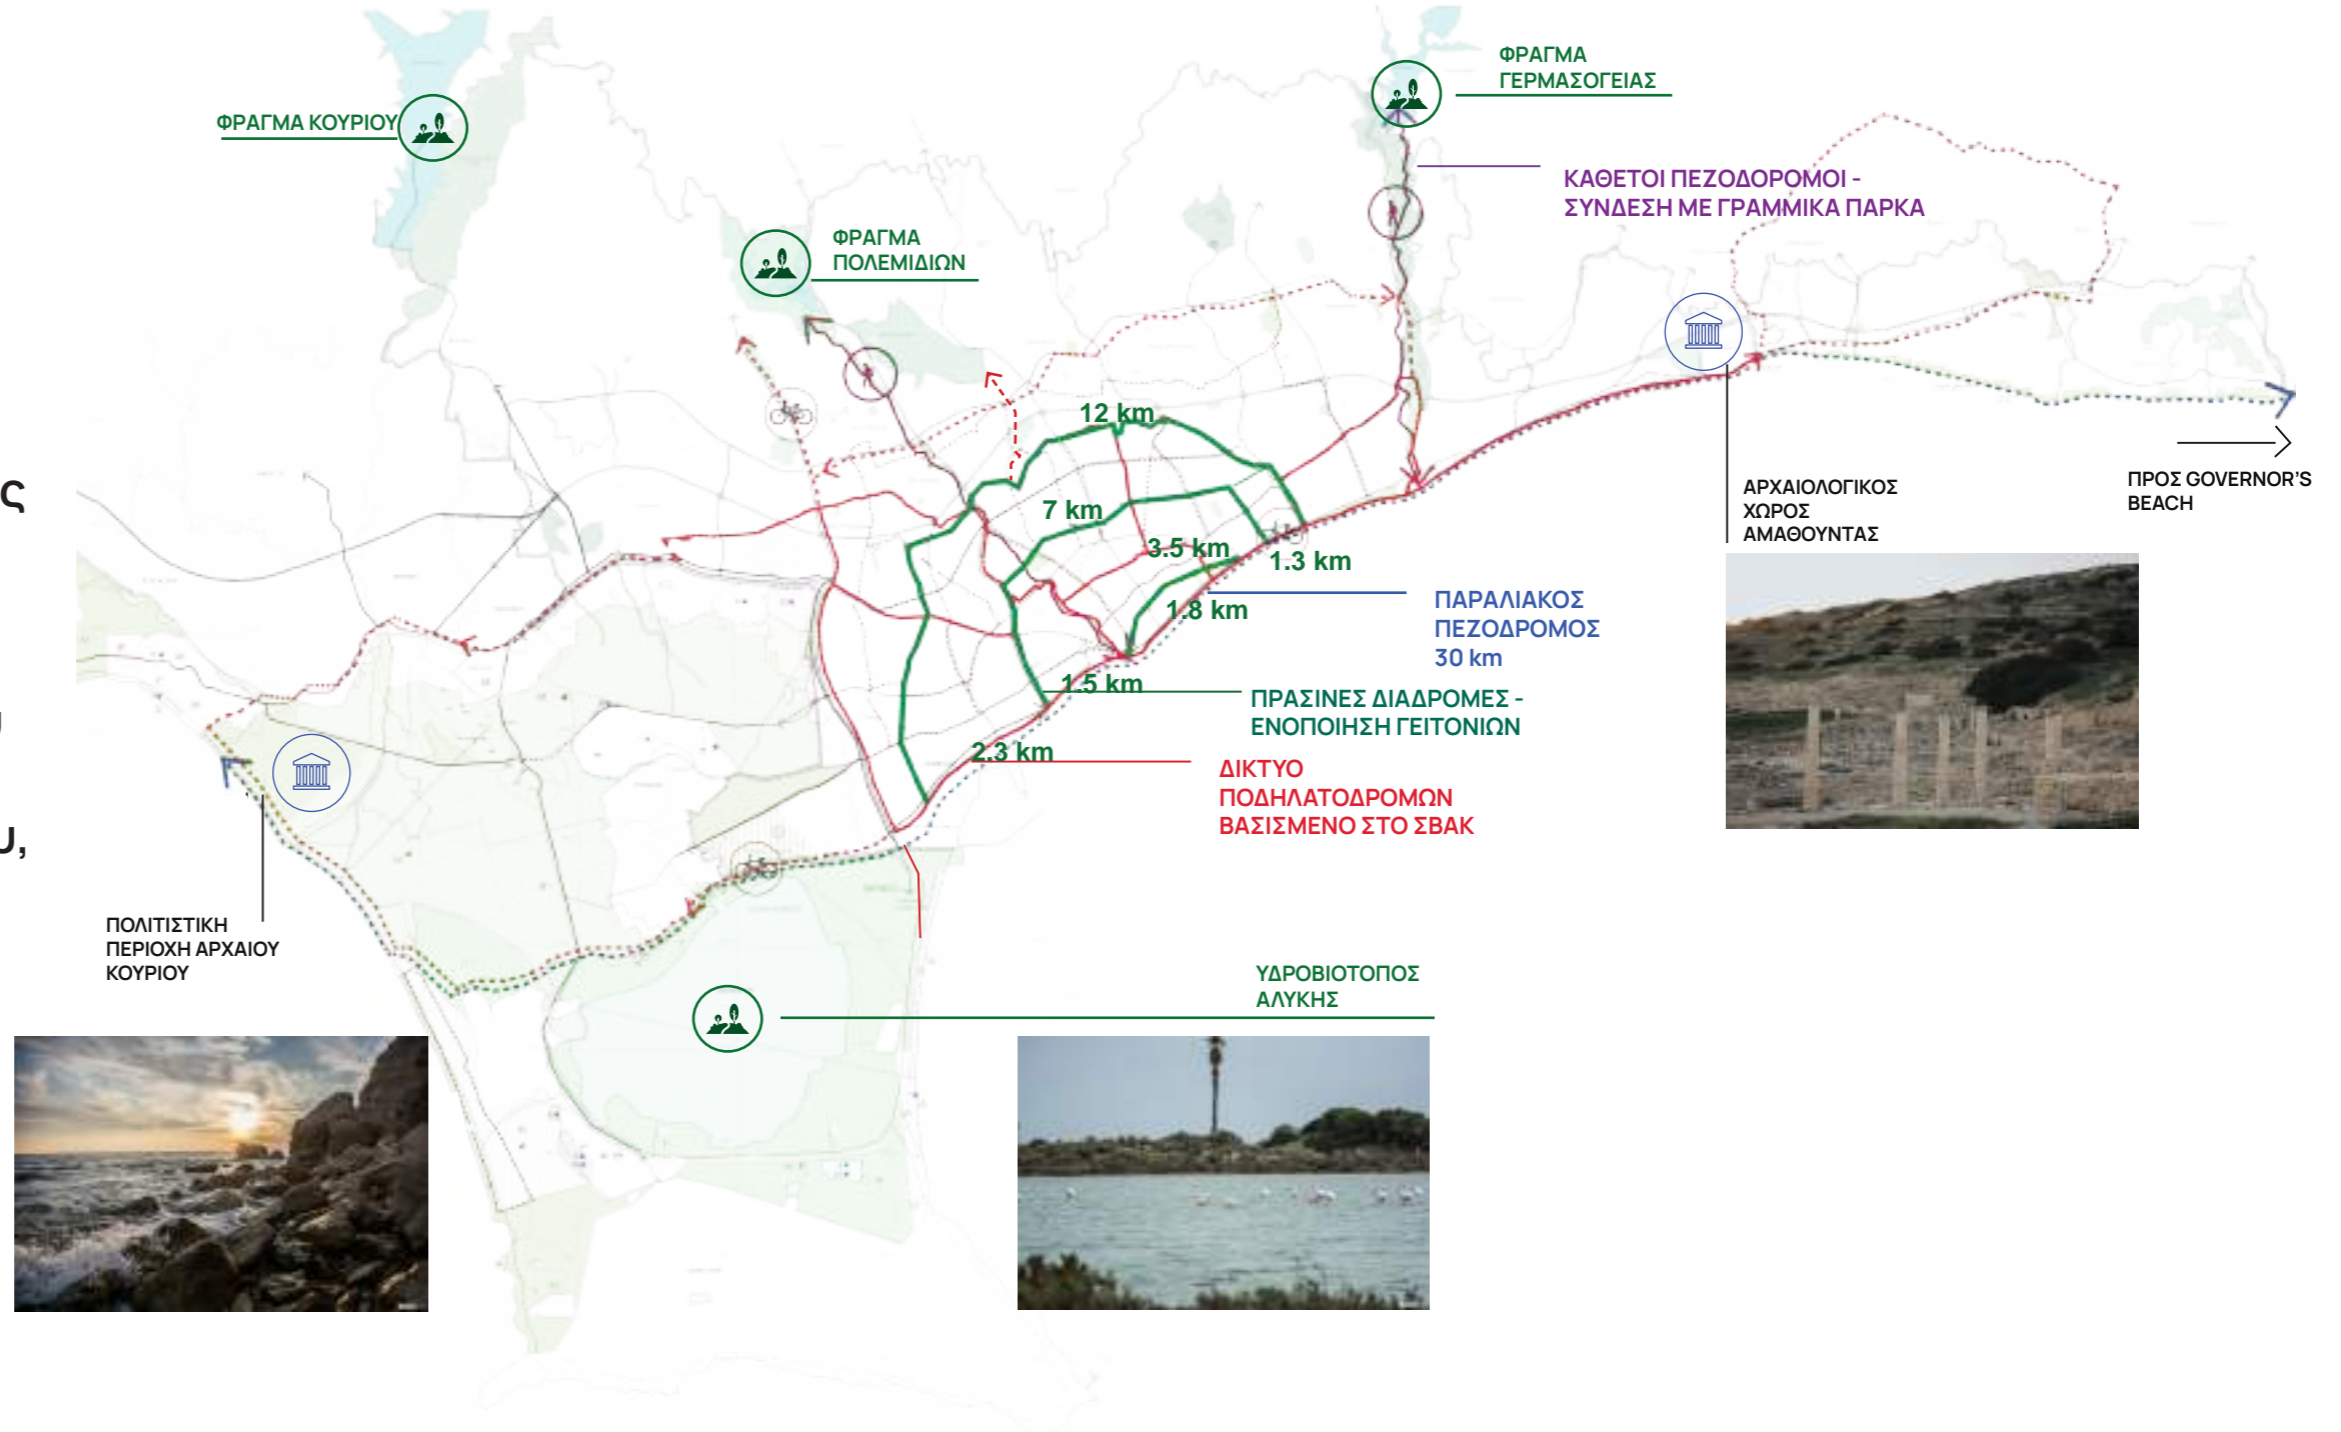 ΦΡΑΓΜΑ
ΓΕΡΜΑΣΟΓΕΙΑΣ
ΦΡΑΓΜΑ ΚΟΥΡΙΟΥ
ΚΑΘΕΤΟΙ ΠΕΖΟΔΟΡΟΜΟΙ -
ΣΥΝΔΕΣΗ ΜΕ ΓΡΑΜΜΙΚΑ ΠΑΡΚΑ
ΦΡΑΓΜΑ
ΠΟΛΕΜΙΔΙΩΝ
12 km
ΠΡΟΣ GOVERNOR'S
BEACH
ΑΡΧΑΙΟΛΟΓΙΚΟΣ
ΧΩΡΟΣ
ΑΜΑΘΟΥΝΤΑΣ
7 km
3.5 km
1.3 km
1.8 km
ΠΑΡΑΛΙΑΚΟΣ
ΠΕΖΟΔΡΟΜΟΣ
30 km
1.5 km
ΠΡΑΣΙΝΕΣ ΔΙΑΔΡΟΜΕΣ -
ΕΝΟΠΟΙΗΣΗ ΓΕΙΤΟΝΙΩΝ
2.3 km
ΔΙΚΤΥΟ
ΠΟΔΗΛΑΤΟΔΡΟΜΩΝ
ΒΑΣΙΣΜΕΝΟ ΣΤΟ ΣΒΑΚ
ΠΟΛΙΤΙΣΤΙΚΗ
ΠΕΡΙΟΧΗ ΑΡΧΑΙΟΥ
ΚΟΥΡΙΟΥ
ΥΔΡΟΒΙΟΤΟΠΟΣ
ΑΛΥΚΗΣ